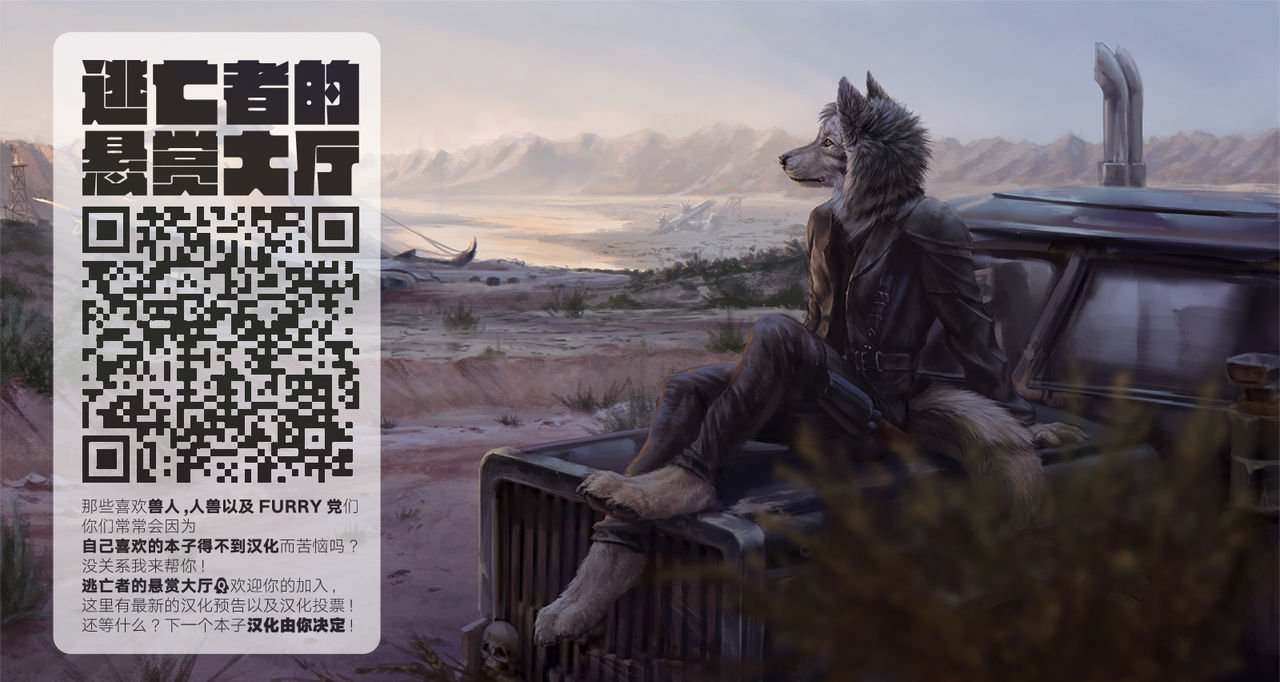 逃亡者的
悬赏大厅
那些喜欢兽人,人兽以及 FURRY 党们
你们常常会因为
自己喜欢的本子得不到汉化而苦恼吗？
没关系我来帮你！
逃亡者的悬赏大厅欢迎你的加入，
这里有最新的汉化预告以及汉化投票！
还等什么？下一个本子汉化由你决定！